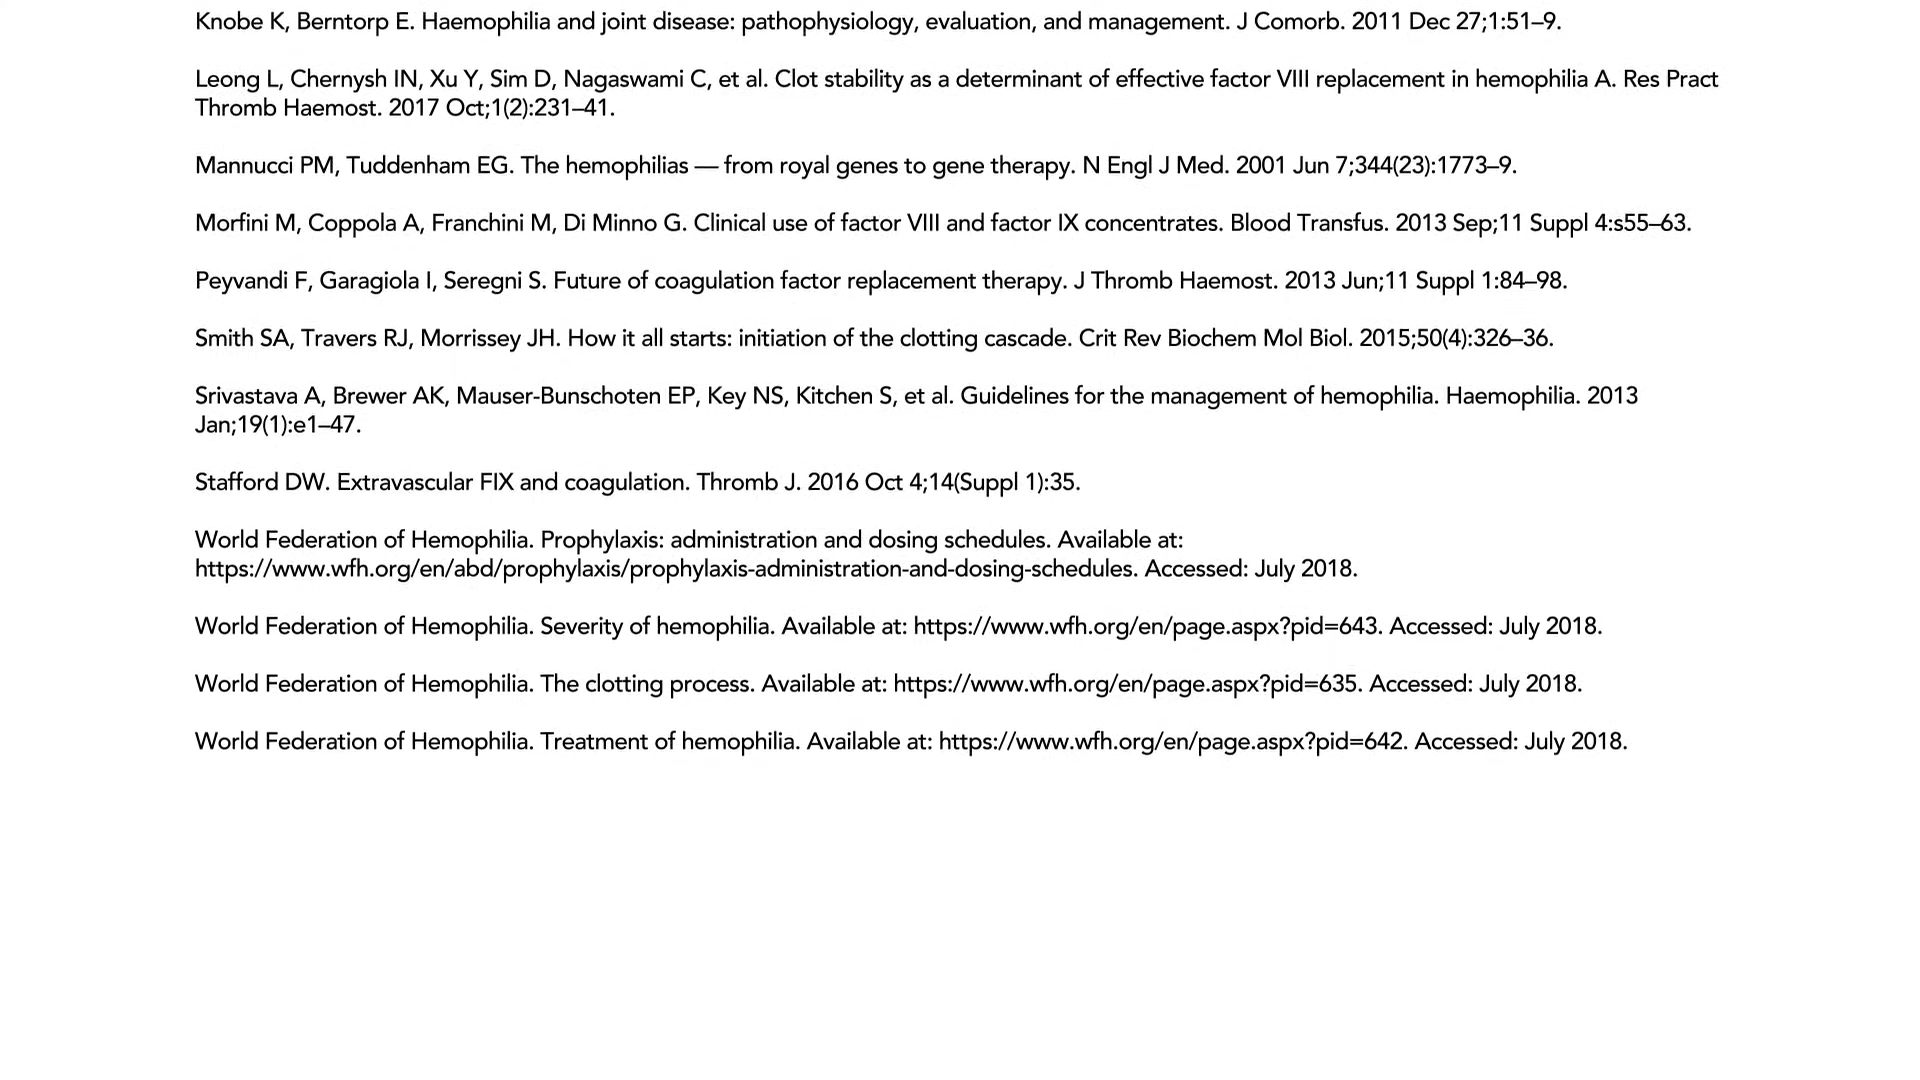 Knobe K, Berntorp E. Haemophilia and joint disease: pathophysiology, evaluation, and management. J Comorb. 2011 Dec 27;1:51–9.
Leong L, Chernysh IN, Xu Y, Sim D, Nagaswami C, et al. Clot stability as a determinant of effective factor VIII replacement in hemophilia A. Res Pract
Thromb Haemost. 2017 Oct;1(2):231–41.
Mannucci PM, Tuddenham EG. The hemophilias — from royal genes to gene therapy. N Engl J Med. 2001 Jun 7;344(23):1773–9.
Morfini M, Coppola A, Franchini M, Di Minno G. Clinical use of factor VIII and factor IX concentrates. Blood Transfus. 2013 Sep;11 Suppl 4:s55–63.
Peyvandi F, Garagiola I, Seregni S. Future of coagulation factor replacement therapy. J Thromb Haemost. 2013 Jun;11 Suppl 1:84–98.
Smith SA, Travers RJ, Morrissey JH. How it all starts: initiation of the clotting cascade. Crit Rev Biochem Mol Biol. 2015;50(4):326–36.
Srivastava A, Brewer AK, Mauser-Bunschoten EP, Key NS, Kitchen S, et al. Guidelines for the management of hemophilia. Haemophilia. 2013
Jan;19(1):e1–47.
Stafford DW. Extravascular FIX and coagulation. Thromb J. 2016 Oct 4;14(Suppl 1):35.
World Federation of Hemophilia. Prophylaxis: administration and dosing schedules. Available at:
https://www.wfh.org/en/abd/prophylaxis/prophylaxis-administration-and-dosing-schedules. Accessed: July 2018.
World Federation of Hemophilia. Severity of hemophilia. Available at: https://www.wfh.org/en/page.aspx?pid=643. Accessed: July 2018.
World Federation of Hemophilia. The clotting process. Available at: https://www.wfh.org/en/page.aspx?pid=635. Accessed: July 2018.
World Federation of Hemophilia. Treatment of hemophilia. Available at: https://www.wfh.org/en/page.aspx?pid=642. Accessed: July 2018.